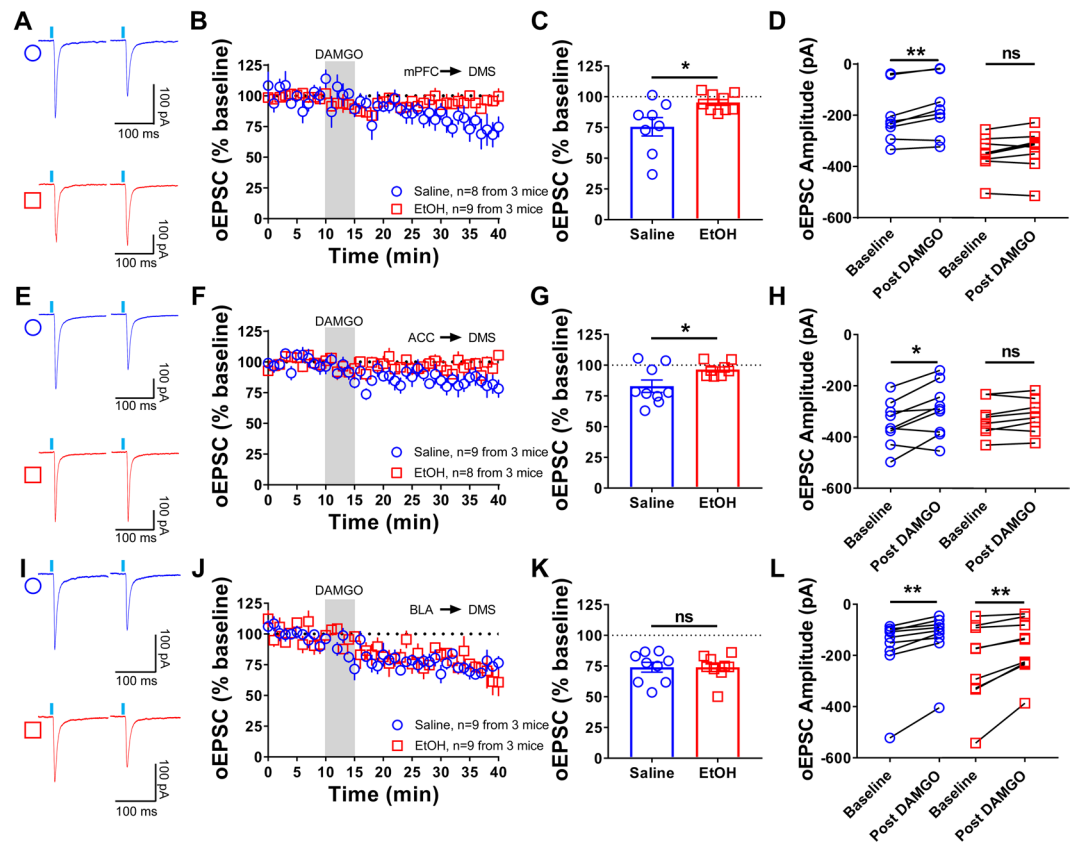 A
100 pA
100 ms
100 pA
100 ms
B
DAMGO
mPFC DMS
oEPSC (% baseline)
125
100
75
50
25
0
Saline, n=8 from 3 mice
EtOH, n=9 from 3 mice
0 5 10 15 20 25 30 35 40
Time (min)
C
*
oEPSC (% baseline)
125
100
75
50
25
0
Saline EtOH
D
** ns
oEPSC Amplitude (pA)
0
-200
-400
-600
Baseline
Post DAMGO
Baseline
Post DAMGO
E
100 pA
100 ms
100 pA
100 ms
F
DAMGO
ACC DMS
oEPSC (% baseline)
125
100
75
50
25
0
Saline, n=9 from 3 mice
EtOH, n=8 from 3 mice
0 5 10 15 20 25 30 35 40
Time (min)
G
*
oEPSC (% baseline)
125
100
75
50
25
0
Saline EtOH
H
* ns
oEPSC Amplitude (pA)
0
-200
-400
-600
Baseline
Post DAMGO
Baseline
Post DAMGO
I
100 pA
100 ms
100 pA
100 ms
J
DAMGO
BLA DMS
oEPSC (% baseline)
125
100
75
50
25
0
Saline, n=9 from 3 mice
EtOH, n=9 from 3 mice
0 5 10 15 20 25 30 35 40
Time (min)
K
ns
oEPSC (% baseline)
125
100
75
50
25
0
Saline EtOH
L
** **
oEPSC Amplitude (pA)
0
-200
-400
-600
Baseline
Post DAMGO
Baseline
Post DAMGO